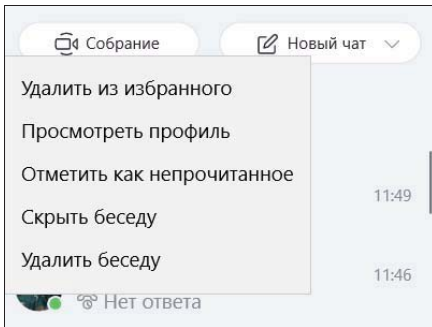 Собрание
Новый чат
Удалить из избранного
Просмотреть профиль
Отметить как непрочитанное
11:49
Скрыть беседу
Удалить беседу
11:46
Нет ответа